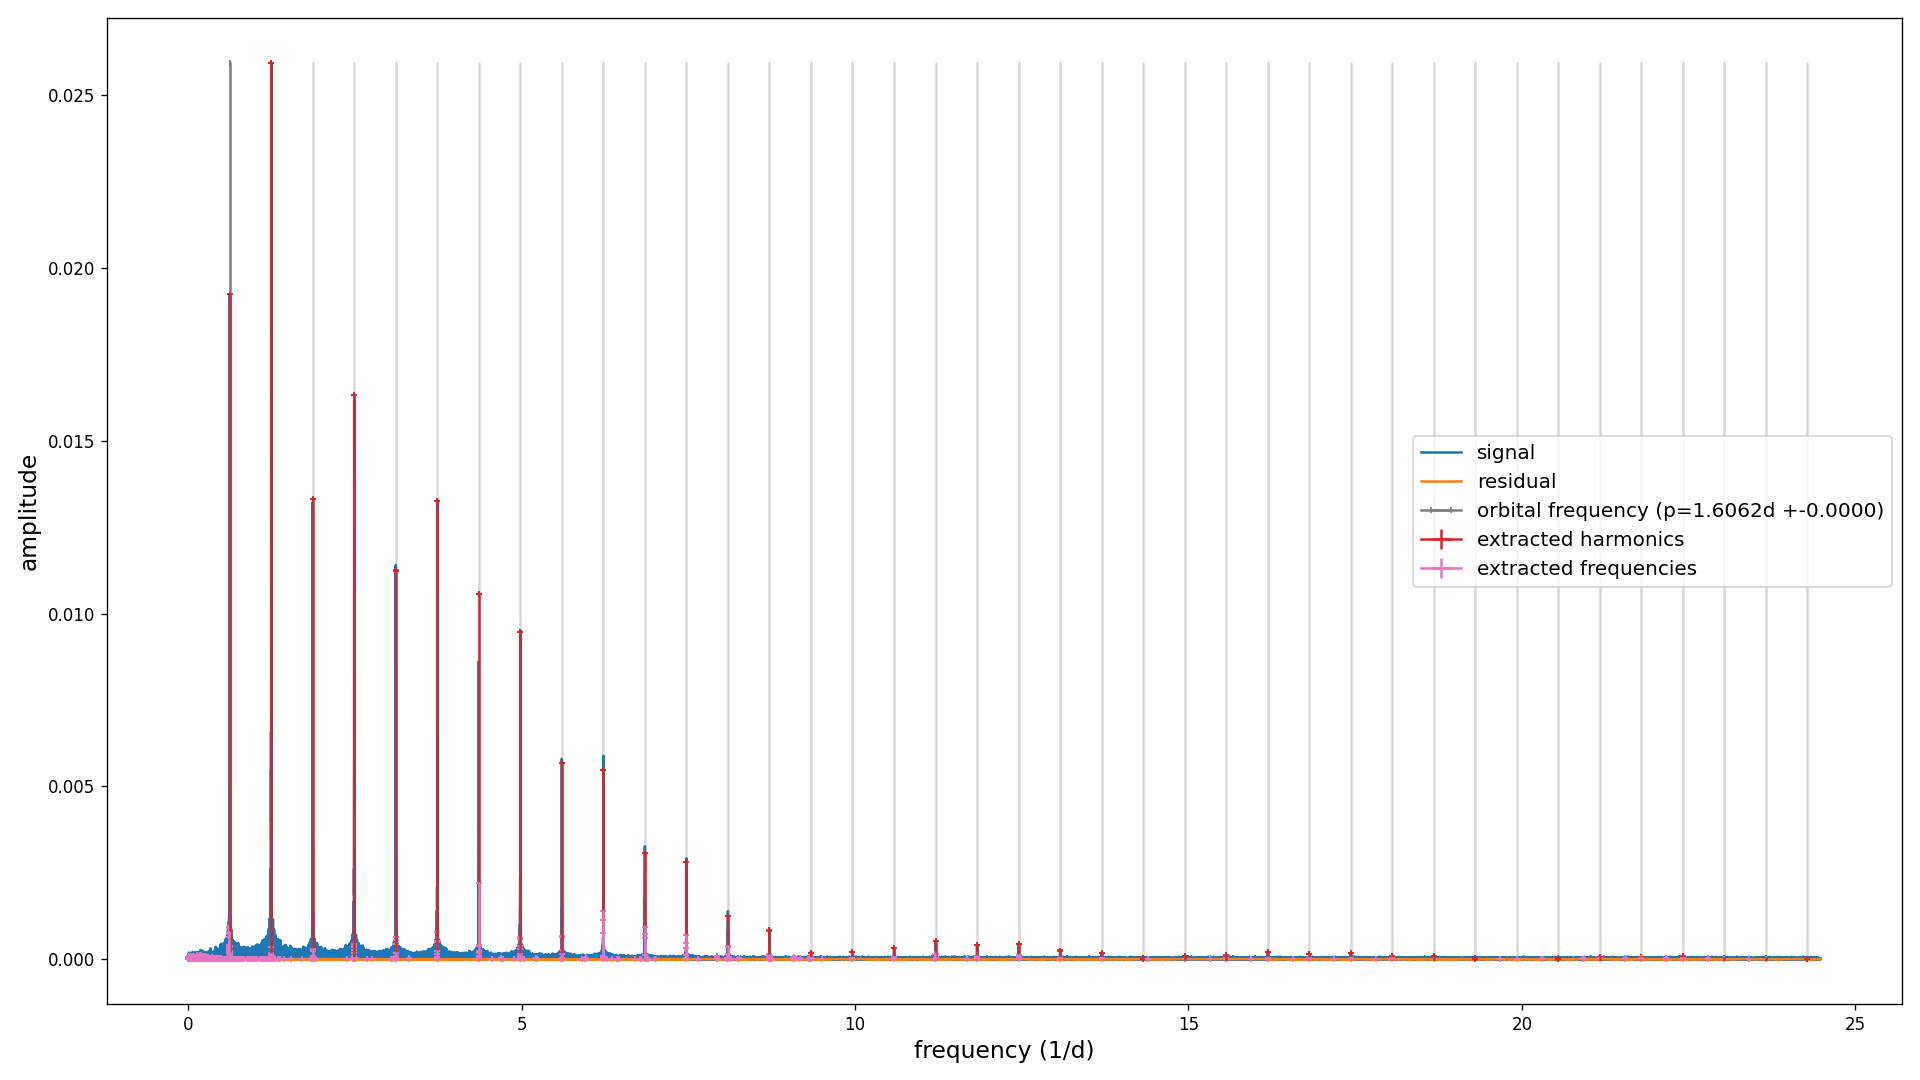 0.025
0.020
0.015
0.010
0.005
0.000
amplitude
signal
residual
orbital frequency (p=1.6062d +-0.0000)
extracted harmonics
extracted frequencies
0 5 10 15 20 25
frequency (1/d)